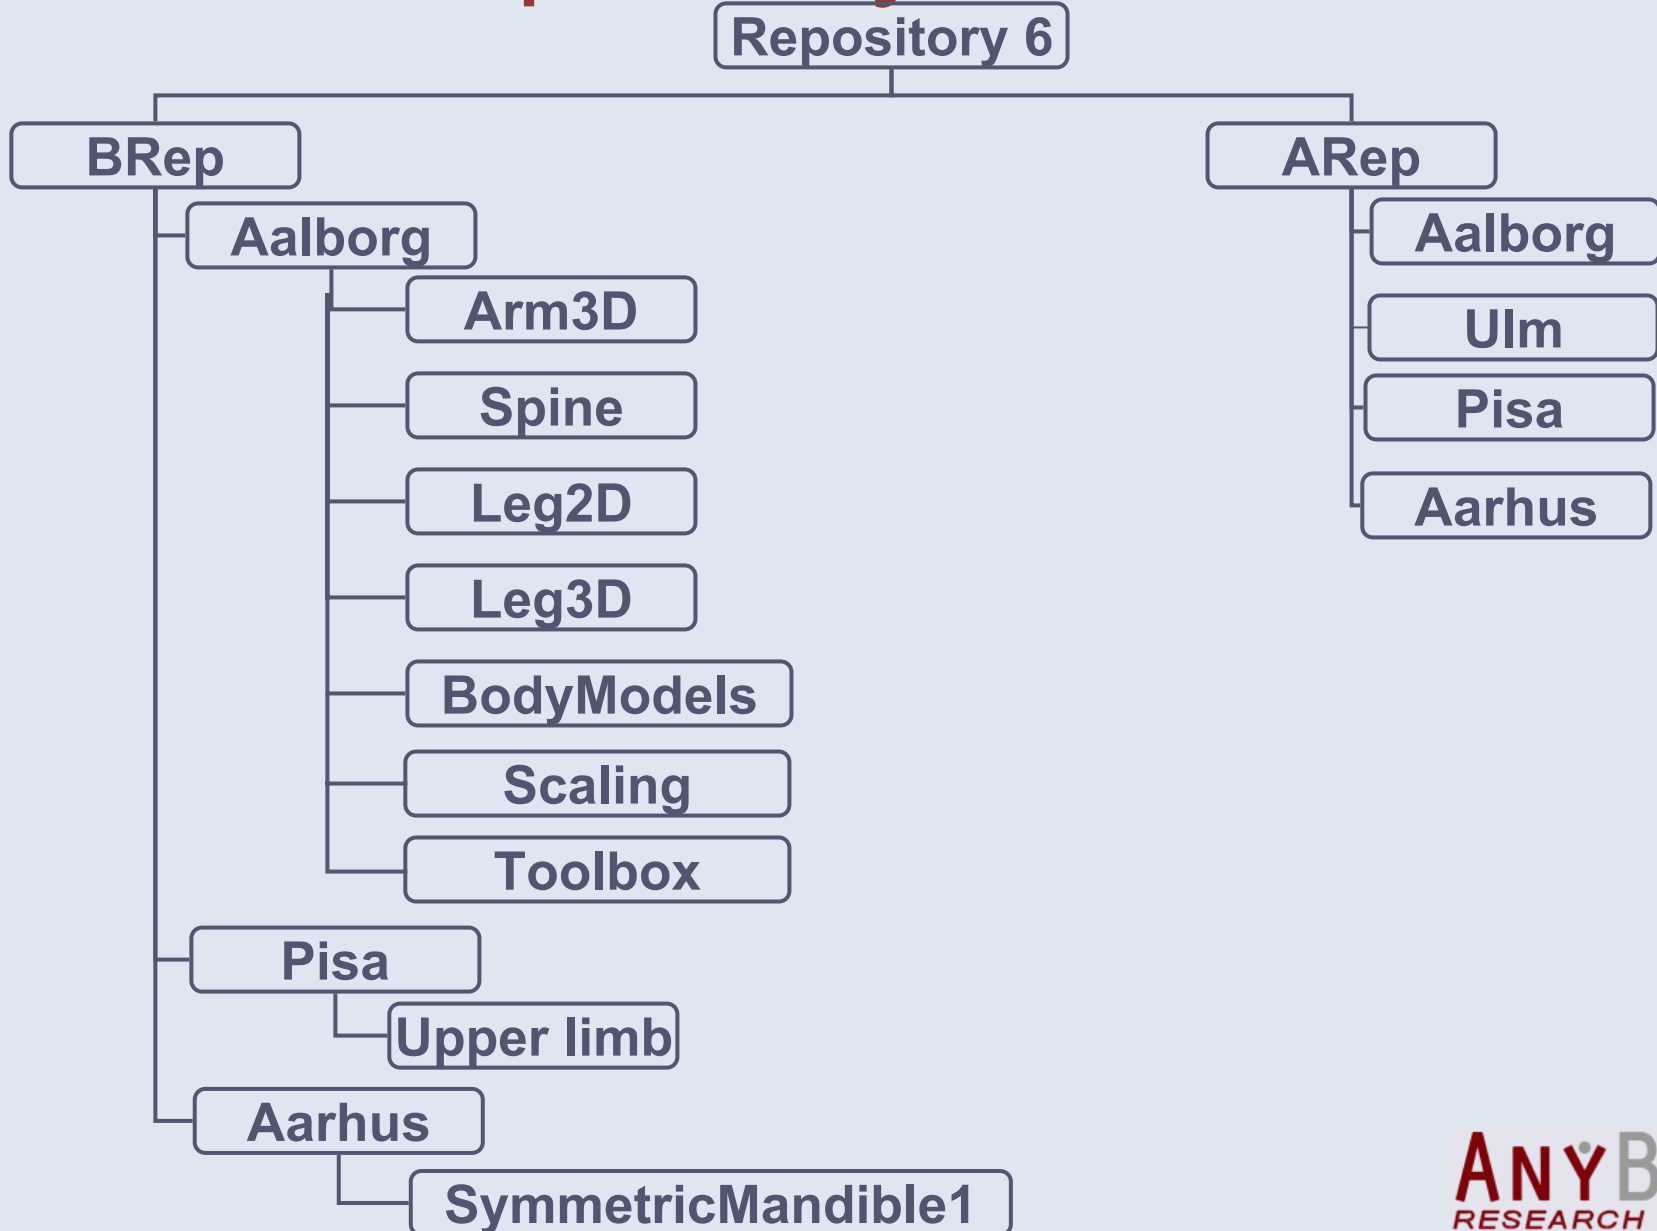 Repository 6
BRep
ARep
Aalborg
Arm3D
Spine
Leg2D
Leg3D
BodyModels
Scaling
Toolbox
Pisa
Upper limb
Aarhus
SymmetricMandible1
Aalborg
Ulm
Pisa
Aarhus
ANYB
RESEARCH